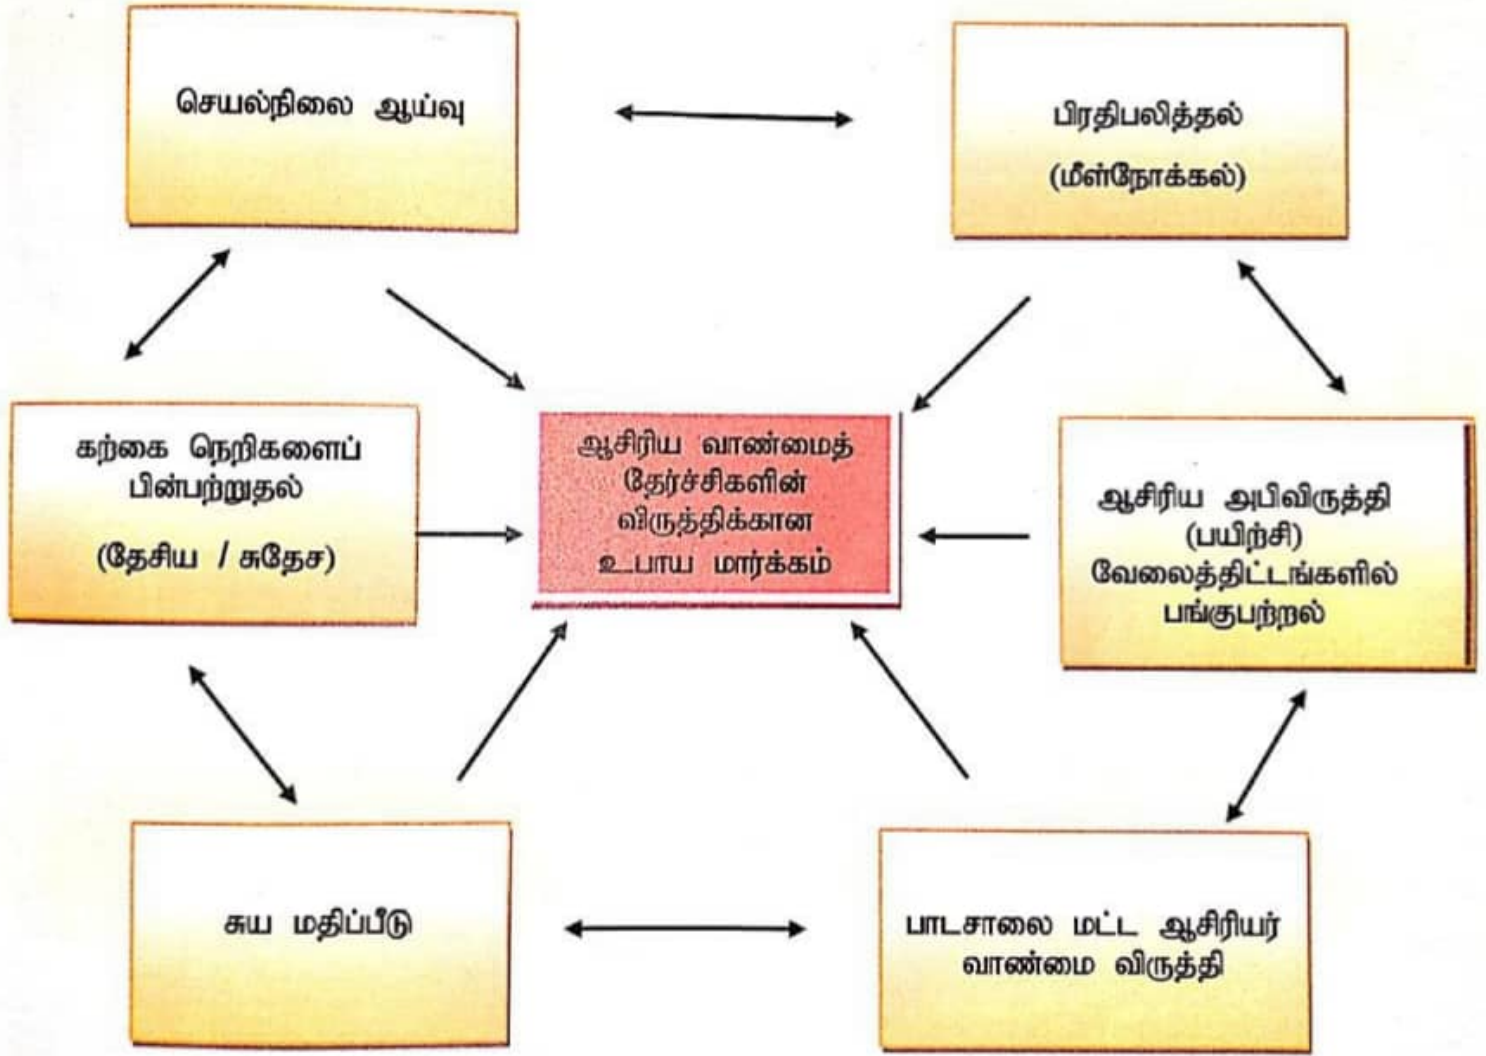 செயல்நிலை ஆய்வு
பிரதிபலித்தல்
(மீள்நோக்கல்)
கற்கை நெறிகளைப்
பின்பற்றுதல்
(தேசிய / சுதேச)
ஆசிரிய வாண்மைத்
தேர்ச்சிகளின்
விருத்திக்கான
உபாய மார்க்கம்
ஆசிரிய அபிவிருத்தி
(பயிற்சி)
வேலைத்திட்டங்களில்
பங்குபற்றல்
சுய மதிப்பீடு
பாடசாலை மட்ட ஆசிரியர்
வாண்மை விருத்தி